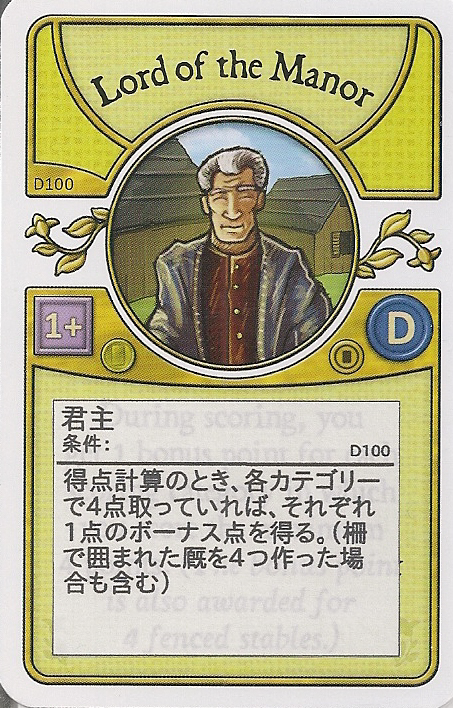 Lord of the Manor
D100
1+
D
君主
条件:
D100
得点計算のとき、各カテゴリー
で4点取っていれば、それぞれ
1点のボーナス点を得る。(柵
で囲まれた厩を4つ作った場
合も含む)
During scoring, you
1 bonus point for
is also awarded for
4 fenced stables.)